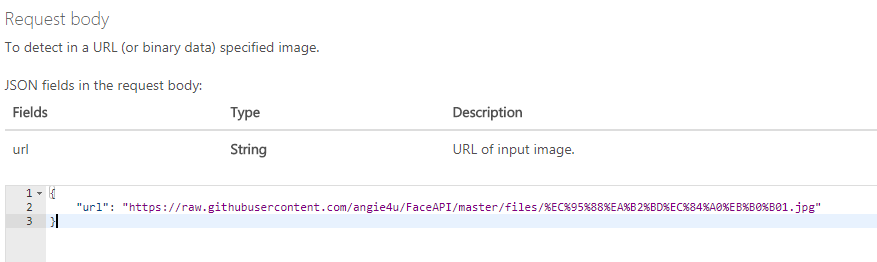 Request body
To detect in a URL (or binary data) specified image.
JSON fields in the request body:
Fields Type Description
url String URL of input image.
1 {
2 "url": "https://raw.githubusercontent.com/angie4u/FaceAPI/master/files/%EC%95%88%EA%B2%BD%EC%84%A0%EB%B0%B01.jpg"
3 }